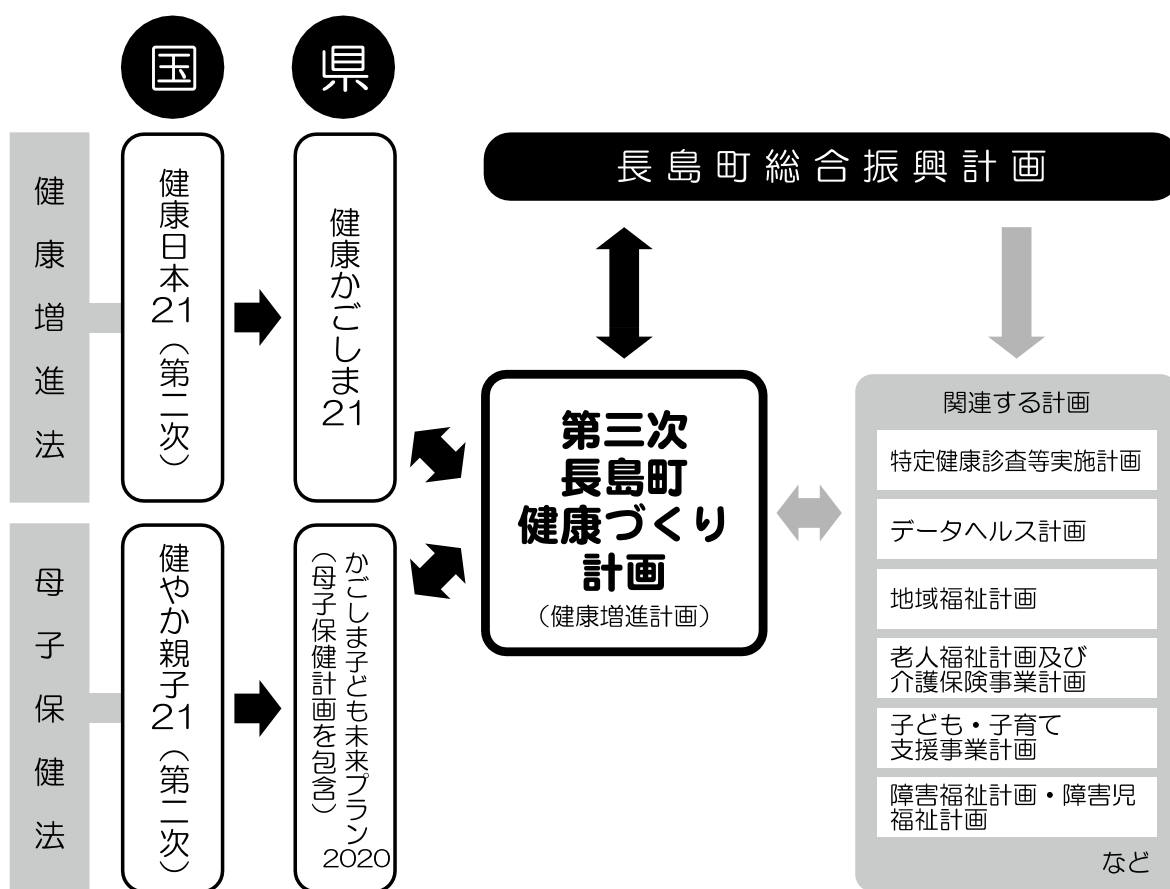 国
県
健康増進法
健康日本21（第二次）
健康かごしま21
母子保健法
健やか親子21（第二次）
かごしま子ども未来プラン2020
（母子保健計画を包含）
長島町総合振興計画
第三次
長島町
健康づくり
計画
（健康増進計画）
関連する計画
特定健康診査等実施計画
データヘルス計画
地域福祉計画
老人福祉計画及び
介護保険事業計画
子ども・子育て
支援事業計画
障害福祉計画・障害児
福祉計画
など